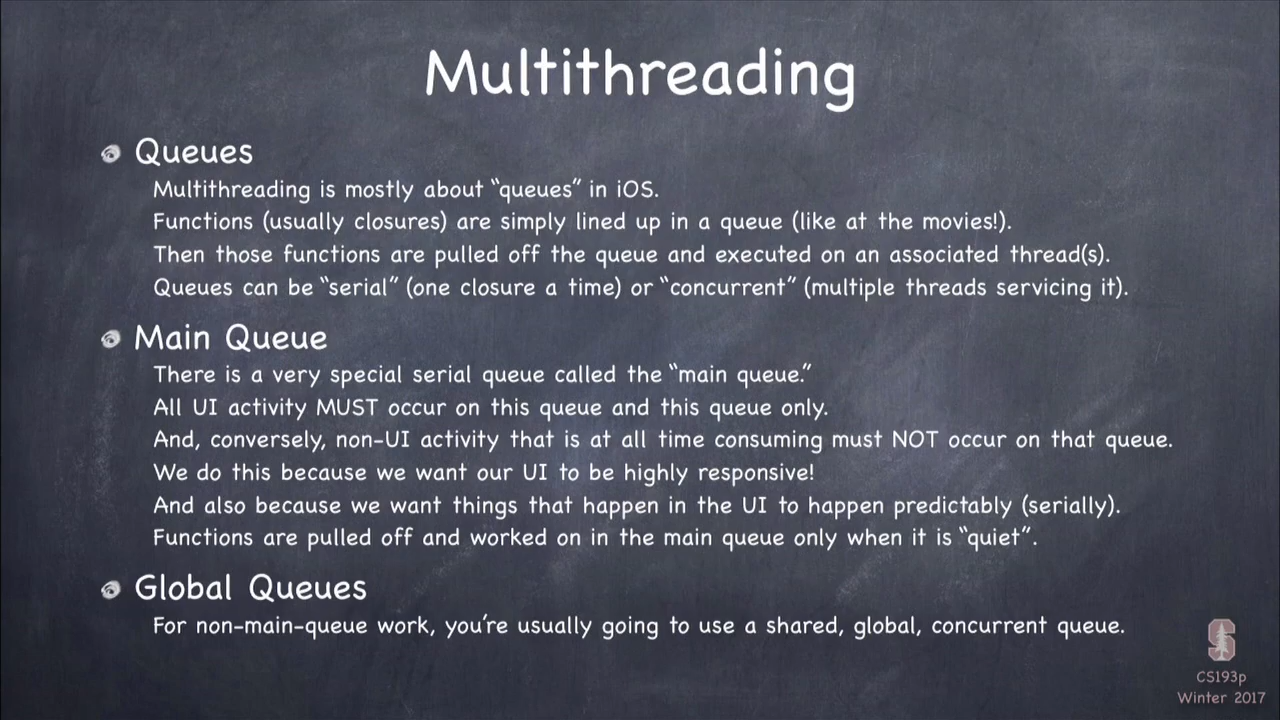 Multithreading
Queues
Multithreading is mostly about “queues” in iOS.
Functions (usually closures) are simply lined up in a queue (like at the movies!).
Then those functions are pulled off the queue and executed on an associated thread(s).
Queues can be “serial” (one closure a time) or “concurrent” (multiple threads servicing it).
Main Queue
There is a very special serial queue called the “main queue.”
All UI activity MUST occur on this queue and this queue only.
And, conversely, non-UI activity that is at all time consuming must NOT occur on that queue.
We do this because we want our UI to be highly responsive!
And also because we want things that happen in the UI to happen predictably (serially).
Functions are pulled off and worked on in the main queue only when it is “quiet”.
Global Queues
For non-main-queue work, you’re usually going to use a shared, global, concurrent queue.
S
CS193p
Winter 2017